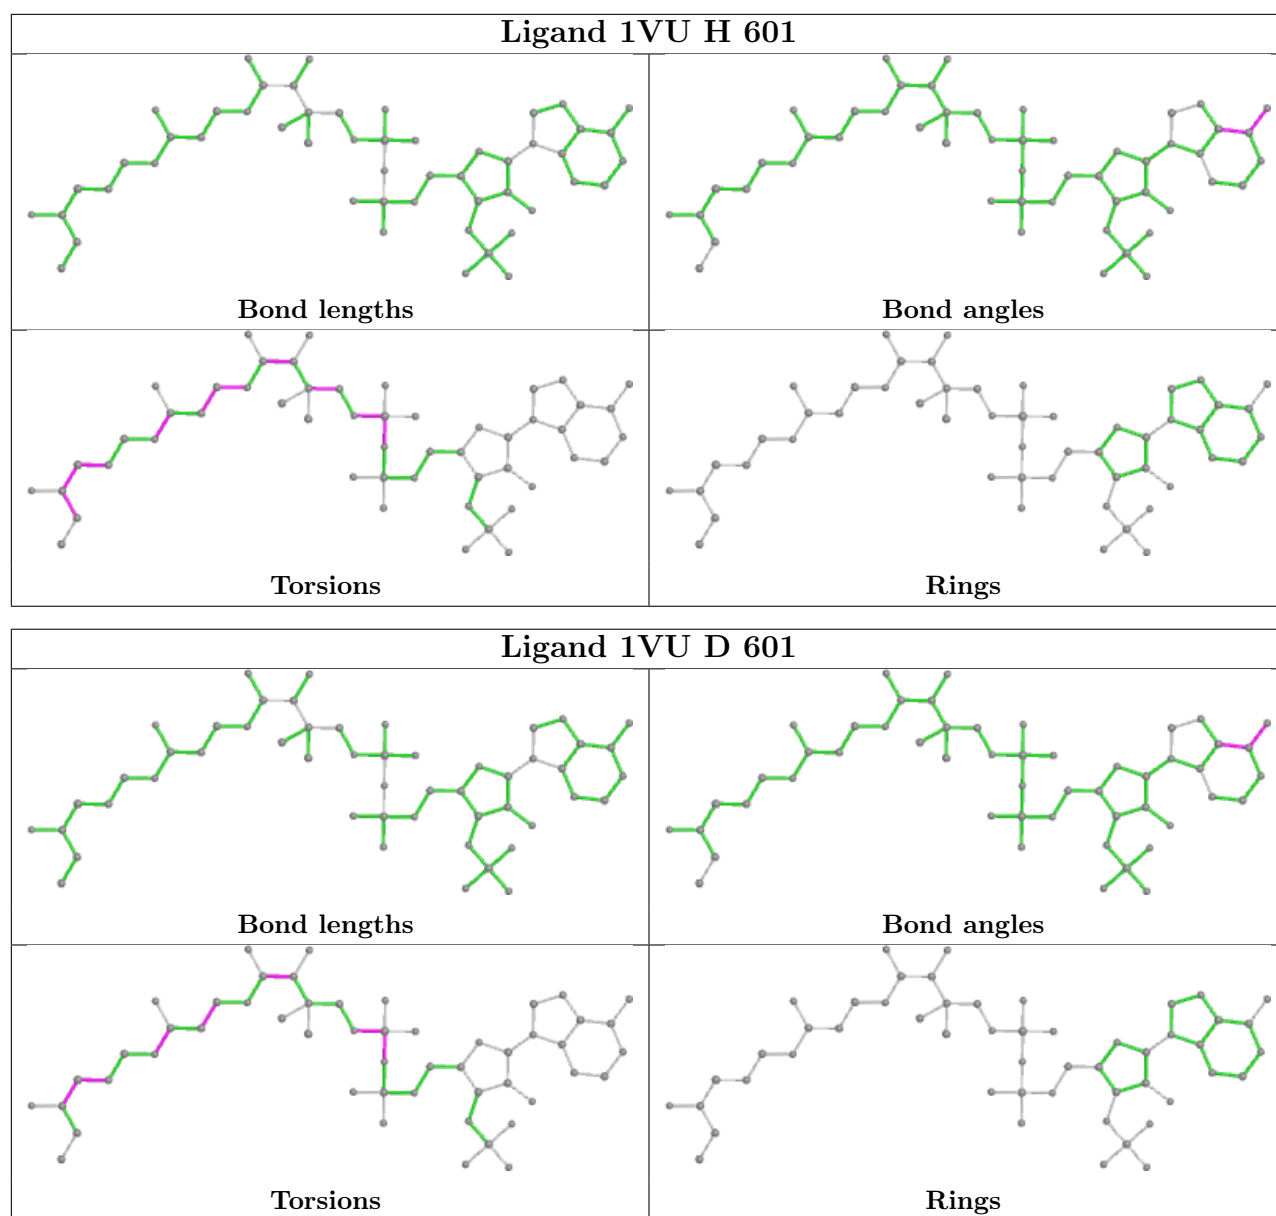 Ligand 1VU H 601
Bond lengths
Bond angles
Torsions
Rings
Ligand 1VU D 601
Bond lengths
Bond angles
Torsions
Rings